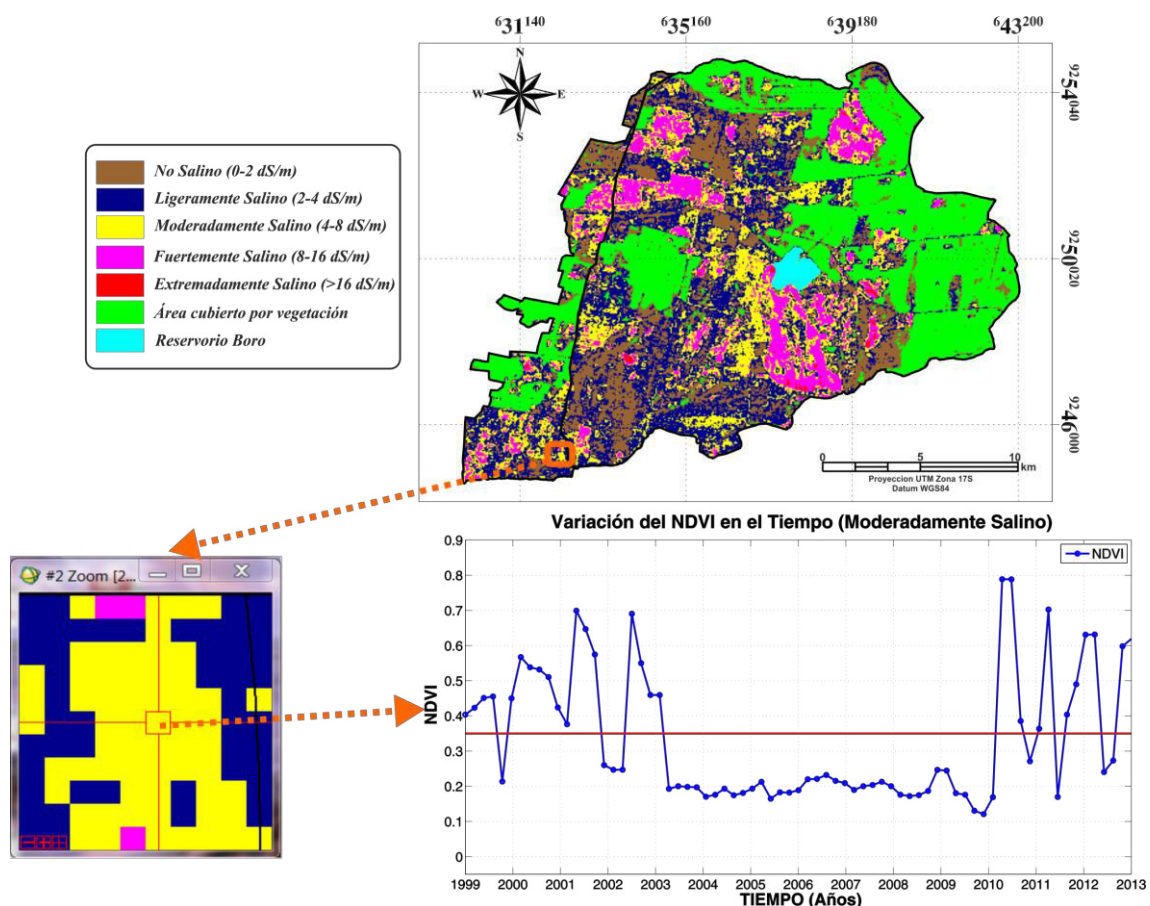 631140 635160 639180 643200
N
W E
S
9254040
9250020
9246000
No Salino (0-2 dS/m)
Ligeramente Salino (2-4 dS/m)
Moderadamente Salino (4-8 dS/m)
Fuertemente Salino (8-16 dS/m)
Extremadamente Salino (>16 dS/m)
Área cubierto por vegetación
Reservorio Boro
0 5 10
km
Proyeccion UTM Zona 17S
Datum WGS84
#2 Zoom [2...
Variación del NDVI en el Tiempo (Moderadamente Salino)
NDVI
0.9
0.8
0.7
0.6
0.5
0.4
0.3
0.2
0.1
0
NDVI
1999 2000 2001 2002 2003 2004 2005 2006 2007 2008 2009 2010 2011 2012 2013
TIEMPO (Años)